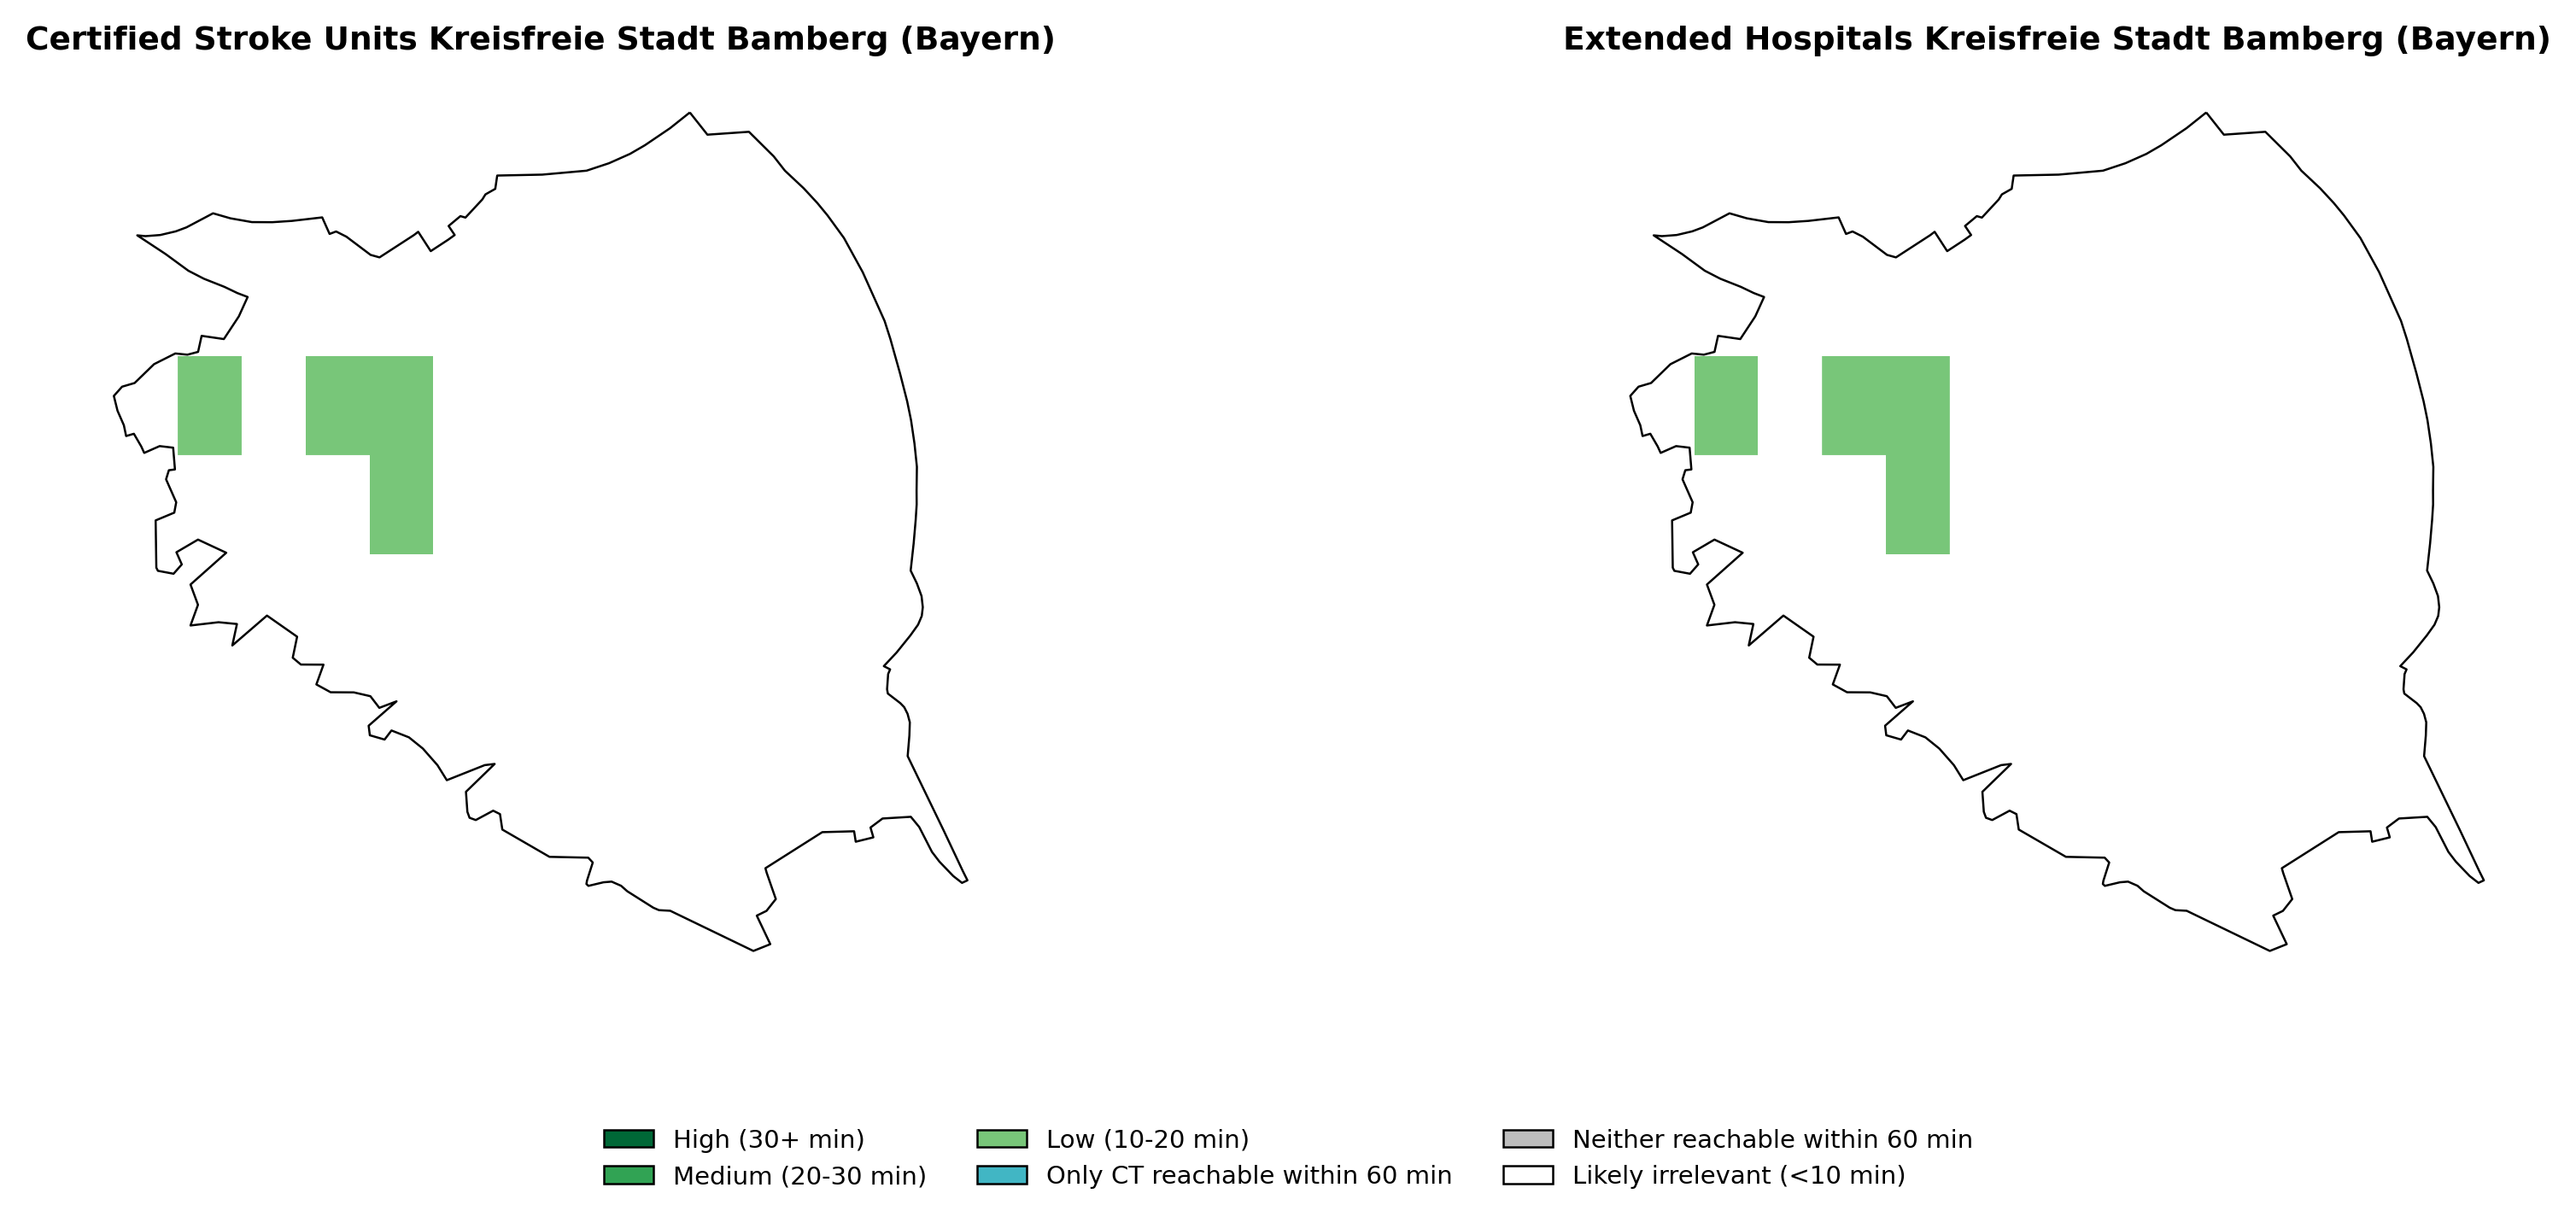 Certified Stroke Units Kreisfreie Stadt Bamberg (Bayern)
Extended Hospitals Kreisfreie Stadt Bamberg (Bayern)
High (30+ min)
Medium (20-30 min)
Low (10-20 min)
Only CT reachable within 60 min
Neither reachable within 60 min
Likely irrelevant (<10 min)